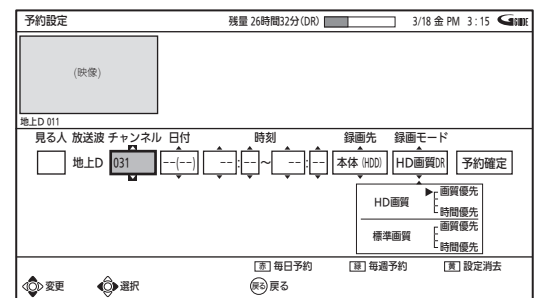 予約設定 残量 26時間32分(DR) 3/18 金 PM 3:15 GGUIDE
(映像)
地上D 011
見る人 放送波 チャンネル 日付 時刻 録画先 録画モード
地上D 031 --(--) --:--～--:-- 本体(HDD) HD画質DR 予約確定
HD画質 画質優先
時間優先
標準画質 画質優先
時間優先
赤 毎日予約 緑 毎週予約 黄 設定消去
変更 選択 戻る 戻る